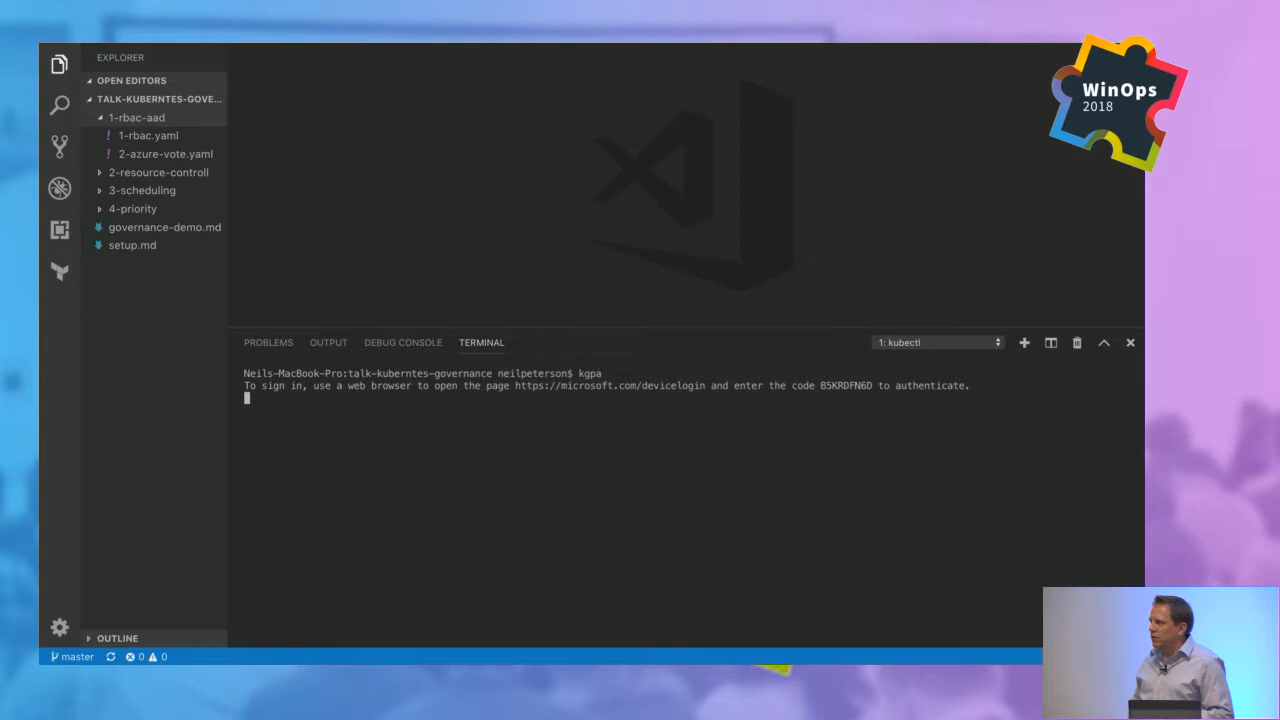 EXPLORER
OPEN EDITORS
TALK-KUBERNTES-GOVE...
1-rbac-aad
! 1-rbac.yaml
! 2-azure-vote.yaml
2-resource-controll
3-scheduling
4-priority
governance-demo.md
setup.md
OUTLINE
master
0 0
PROBLEMS OUTPUT DEBUG CONSOLE TERMINAL
1: kubectl
Neils-MacBook-Pro:talk-kuberntes-governance neilpeterson$ kgpa
To sign in, use a web browser to open the page https://microsoft.com/devicelogin and enter the code B5KRDFN6D to authenticate.
WinOps
2018